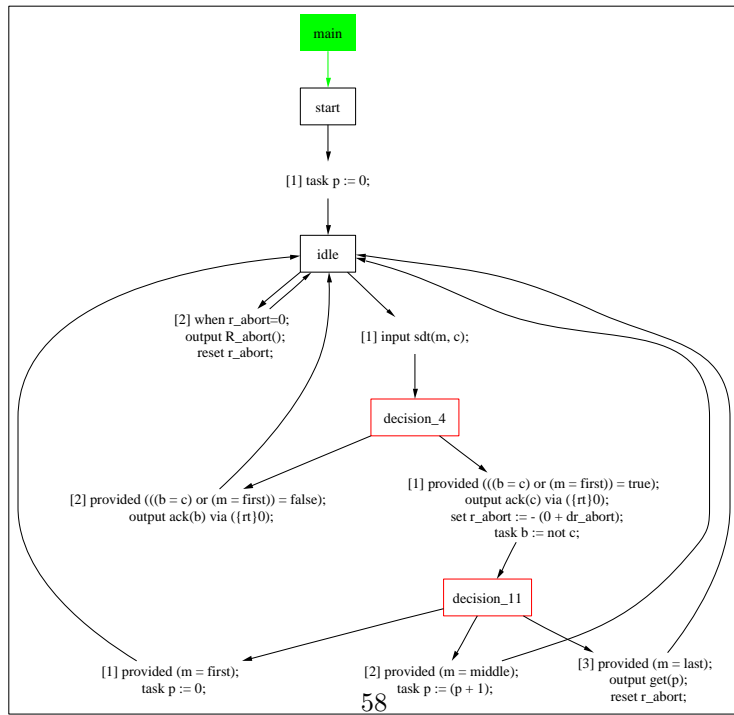 main
start
[1] task p := 0;
idle
[2] when r_abort=0;
output R_abort();
reset r_abort;
[1] input sdt(m, c);
decision_4
[2] provided (((b = c) or (m = first)) = false);
output ack(b) via ({rt}0);
[1] provided (((b = c) or (m = first)) = true);
output ack(c) via ({rt}0);
set r_abort := - (0 + dr_abort);
task b := not c;
decision_11
[1] provided (m = first);
task p := 0;
[2] provided (m = middle);
task p := (p + 1);
[3] provided (m = last);
output get(p);
reset r_abort;
58